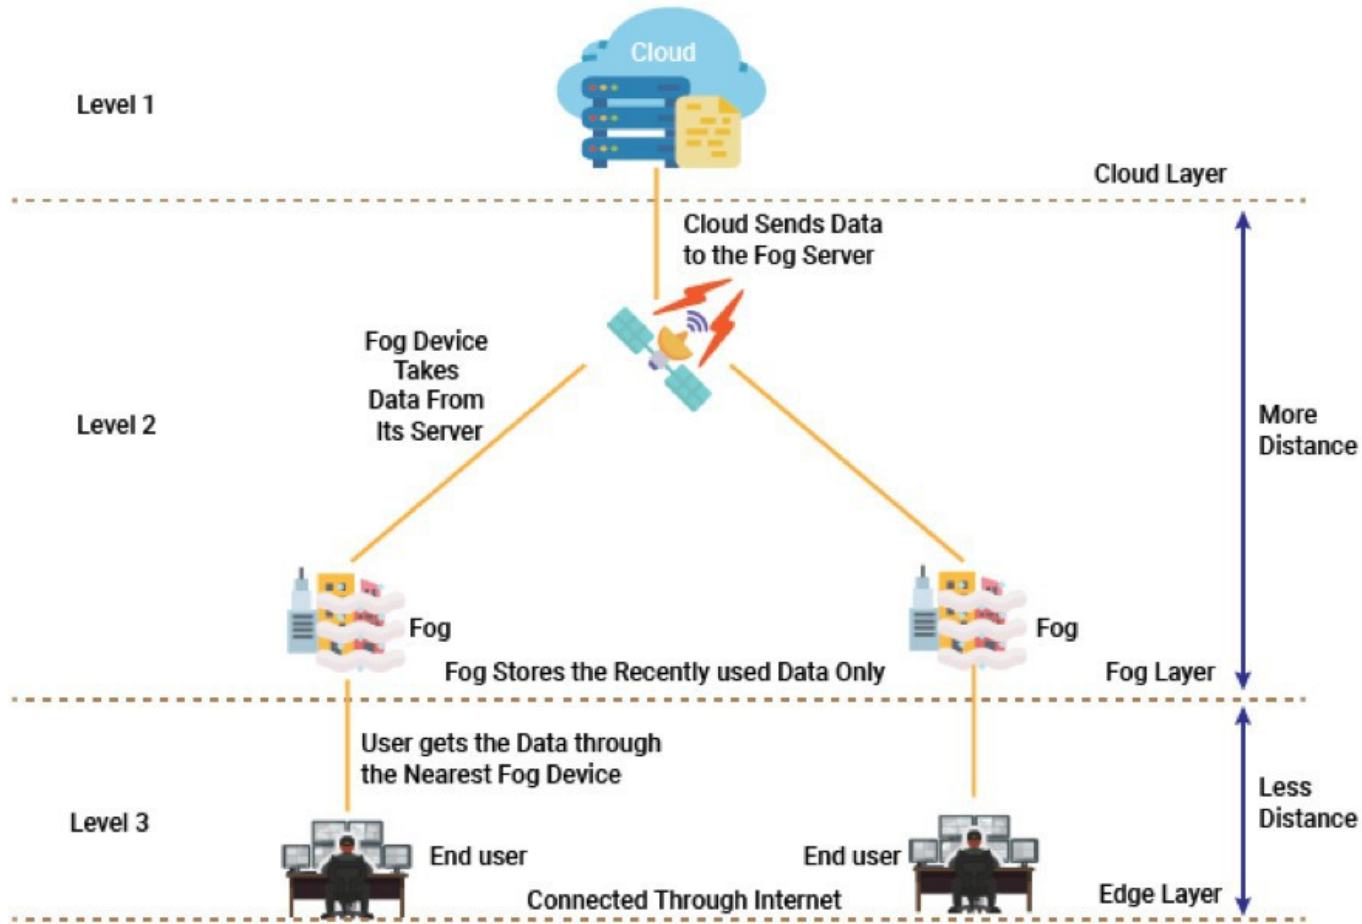 Cloud
Level 1
Cloud Layer
Cloud Sends Data
to the Fog Server
Fog Device
Takes
Data From
Its Server
Level 2
More
Distance
Fog
Fog
Fog Stores the Recently used Data Only
Fog Layer
User gets the Data through
the Nearest Fog Device
Less
Distance
Level 3
End user
End user
Connected Through Internet
Edge Layer